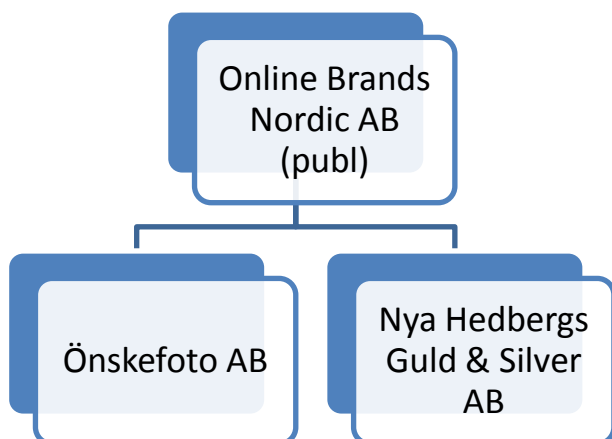 Online Brands
Nordic AB
(publ)
Önskefoto AB
Nya Hedbergs
Guld & Silver
AB